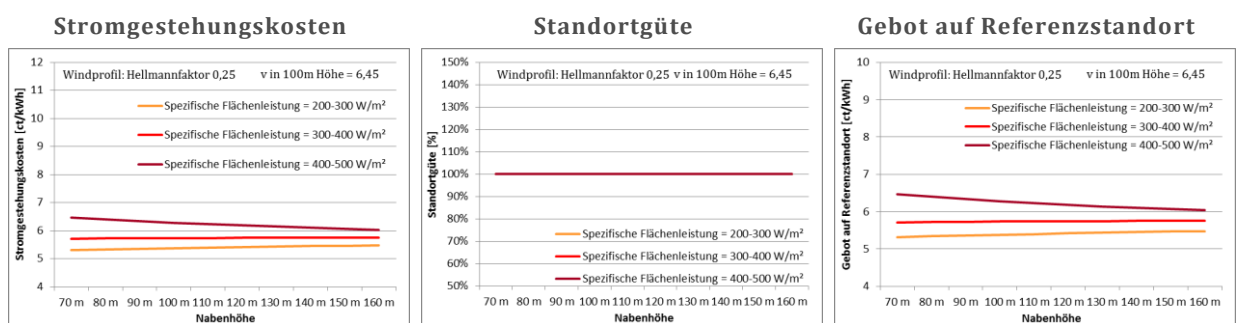 Stromgestehungskosten
Standortgüte
Gebot auf Referenzstandort
Stromgestehungskosten [ct/kWh]
12
11
10
9
8
7
6
5
4
Windprofil: Hellmannfaktor 0,25 v in 100m Höhe = 6,45
Spezifische Flächenleistung = 200-300 W/m²
Spezifische Flächenleistung = 300-400 W/m²
Spezifische Flächenleistung = 400-500 W/m²
70 m 80 m 90 m 100 m 110 m 120 m 130 m 140 m 150 m 160 m
Nabenhöhe
Standortgüte [%]
150%
140%
130%
120%
110%
100%
90%
80%
70%
60%
50%
Windprofil: Hellmannfaktor 0,25 v in 100m Höhe = 6,45
Spezifische Flächenleistung = 200-300 W/m²
Spezifische Flächenleistung = 300-400 W/m²
Spezifische Flächenleistung = 400-500 W/m²
70 m 80 m 90 m 100 m 110 m 120 m 130 m 140 m 150 m 160 m
Nabenhöhe
Gebot auf Referenzstandort [ct/kWh]
10
9
8
7
6
5
4
Windprofil: Hellmannfaktor 0,25 v in 100m Höhe = 6,45
Spezifische Flächenleistung = 200-300 W/m²
Spezifische Flächenleistung = 300-400 W/m²
Spezifische Flächenleistung = 400-500 W/m²
70 m 80 m 90 m 100 m 110 m 120 m 130 m 140 m 150 m 160 m
Nabenhöhe